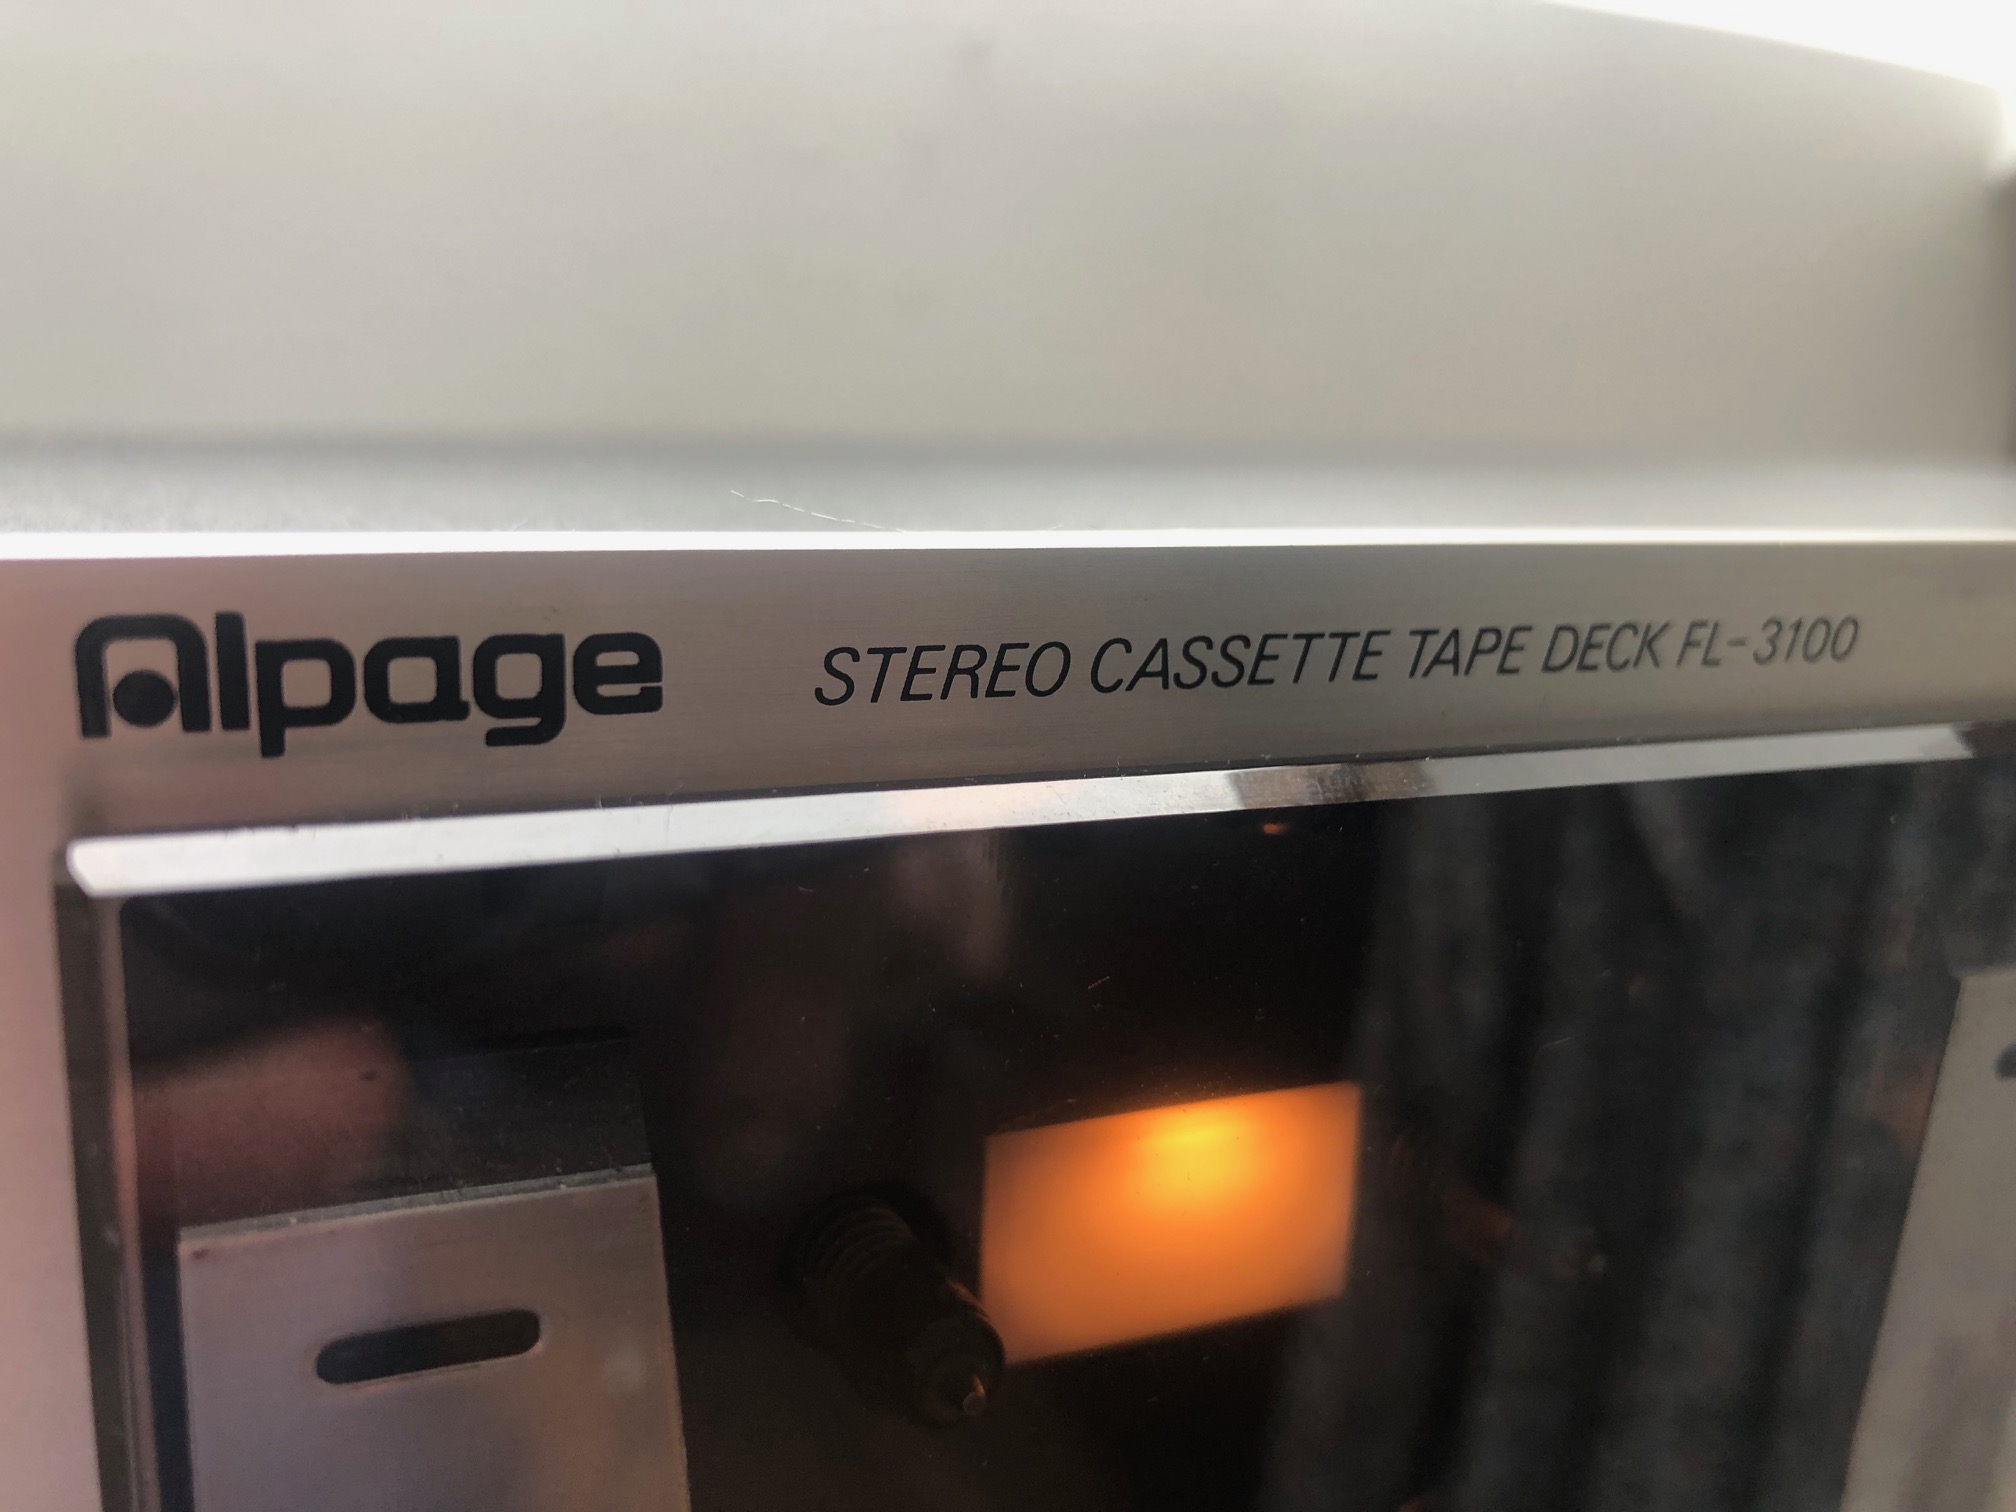 Alpage STEREO CASSETTE TAPE DECK FL-3100